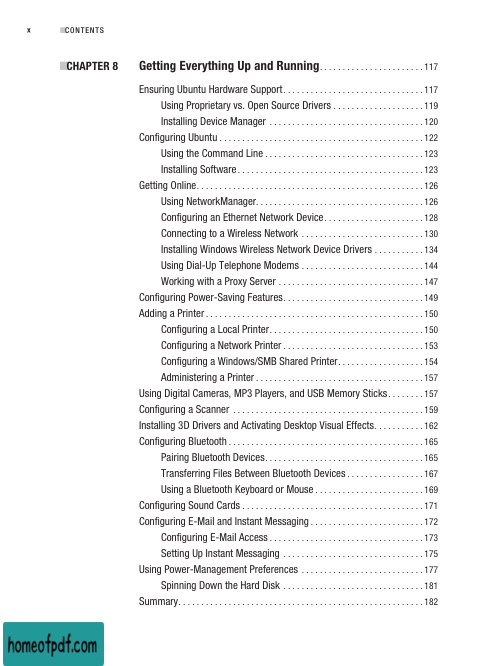 x ■CONTENTS
■CHAPTER 8 Getting Everything Up and Running. . . . . . . . . . . . . . . . . . . . . . . 117
Ensuring Ubuntu Hardware Support. . . . . . . . . . . . . . . . . . . . . . . . . . . . . . . 117
Using Proprietary vs. Open Source Drivers . . . . . . . . . . . . . . . . . . . . 119
Installing Device Manager . . . . . . . . . . . . . . . . . . . . . . . . . . . . . . . . . . 120
Configuring Ubuntu . . . . . . . . . . . . . . . . . . . . . . . . . . . . . . . . . . . . . . . . . . . . . 122
Using the Command Line . . . . . . . . . . . . . . . . . . . . . . . . . . . . . . . . . . . 123
Installing Software. . . . . . . . . . . . . . . . . . . . . . . . . . . . . . . . . . . . . . . . . 123
Getting Online. . . . . . . . . . . . . . . . . . . . . . . . . . . . . . . . . . . . . . . . . . . . . . . . . . 126
Using NetworkManager. . . . . . . . . . . . . . . . . . . . . . . . . . . . . . . . . . . . . 126
Configuring an Ethernet Network Device. . . . . . . . . . . . . . . . . . . . . . 128
Connecting to a Wireless Network . . . . . . . . . . . . . . . . . . . . . . . . . . . 130
Installing Windows Wireless Network Device Drivers . . . . . . . . . . . 134
Using Dial-Up Telephone Modems . . . . . . . . . . . . . . . . . . . . . . . . . . . 144
Working with a Proxy Server . . . . . . . . . . . . . . . . . . . . . . . . . . . . . . . . 147
Configuring Power-Saving Features. . . . . . . . . . . . . . . . . . . . . . . . . . . . . . . 149
Adding a Printer . . . . . . . . . . . . . . . . . . . . . . . . . . . . . . . . . . . . . . . . . . . . . . . . 150
Configuring a Local Printer. . . . . . . . . . . . . . . . . . . . . . . . . . . . . . . . . . 150
Configuring a Network Printer . . . . . . . . . . . . . . . . . . . . . . . . . . . . . . . 153
Configuring a Windows/SMB Shared Printer. . . . . . . . . . . . . . . . . . . 154
Administering a Printer . . . . . . . . . . . . . . . . . . . . . . . . . . . . . . . . . . . . . 157
Using Digital Cameras, MP3 Players, and USB Memory Sticks. . . . . . . . 157
Configuring a Scanner . . . . . . . . . . . . . . . . . . . . . . . . . . . . . . . . . . . . . . . . . . 159
Installing 3D Drivers and Activating Desktop Visual Effects. . . . . . . . . . . 162
Configuring Bluetooth . . . . . . . . . . . . . . . . . . . . . . . . . . . . . . . . . . . . . . . . . . . 165
Pairing Bluetooth Devices. . . . . . . . . . . . . . . . . . . . . . . . . . . . . . . . . . . 165
Transferring Files Between Bluetooth Devices . . . . . . . . . . . . . . . . . 167
Using a Bluetooth Keyboard or Mouse . . . . . . . . . . . . . . . . . . . . . . . . 169
Configuring Sound Cards . . . . . . . . . . . . . . . . . . . . . . . . . . . . . . . . . . . . . . . . 171
Configuring E-Mail and Instant Messaging . . . . . . . . . . . . . . . . . . . . . . . . . 172
Configuring E-Mail Access . . . . . . . . . . . . . . . . . . . . . . . . . . . . . . . . . . 173
Setting Up Instant Messaging . . . . . . . . . . . . . . . . . . . . . . . . . . . . . . . 175
Using Power-Management Preferences . . . . . . . . . . . . . . . . . . . . . . . . . . . 177
Spinning Down the Hard Disk . . . . . . . . . . . . . . . . . . . . . . . . . . . . . . . 181
Summary. . . . . . . . . . . . . . . . . . . . . . . . . . . . . . . . . . . . . . . . . . . . . . . . . . . . . . 182
homeofpdf.com